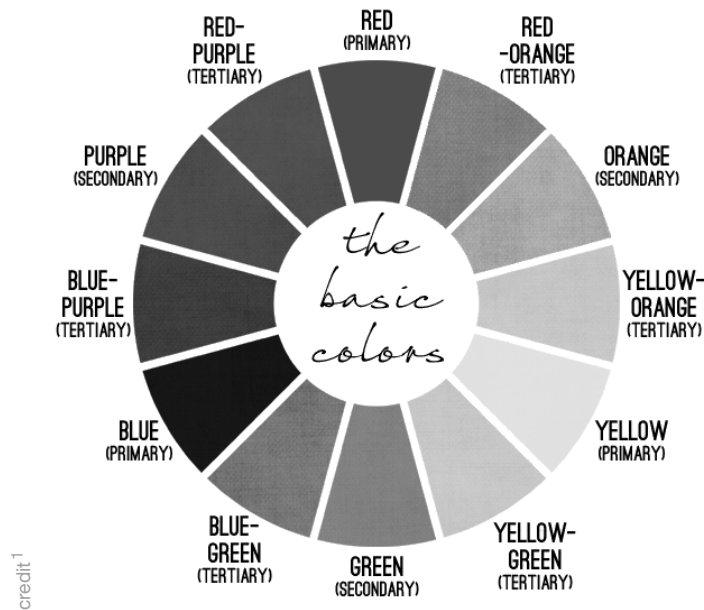 RED
(PRIMARY)
RED
-ORANGE
(TERTIARY)
ORANGE
(SECONDARY)
YELLOW-
ORANGE
(TERTIARY)
YELLOW
(PRIMARY)
YELLOW-
GREEN
(TERTIARY)
GREEN
(SECONDARY)
BLUE-
GREEN
(TERTIARY)
BLUE
(PRIMARY)
BLUE-
PURPLE
(TERTIARY)
PURPLE
(SECONDARY)
RED-
PURPLE
(TERTIARY)
the
basic
colors
credit 1